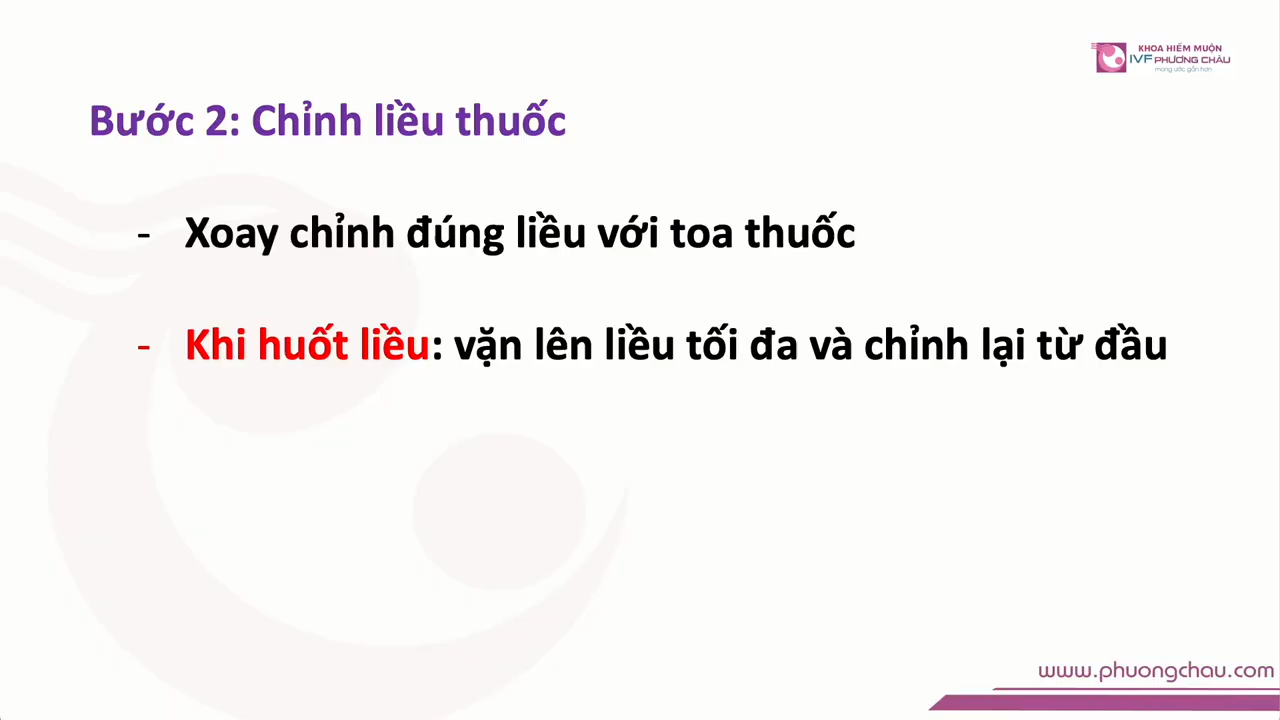 KHOA HIẾM MUỘN
IVF PHƯƠNG CHÂU
mong ước gần hơn
Bước 2: Chỉnh liều thuốc
- Xoay chỉnh đúng liều với toa thuốc
- Khi huốt liều: vặn lên liều tối đa và chỉnh lại từ đầu
www.phuongchau.com